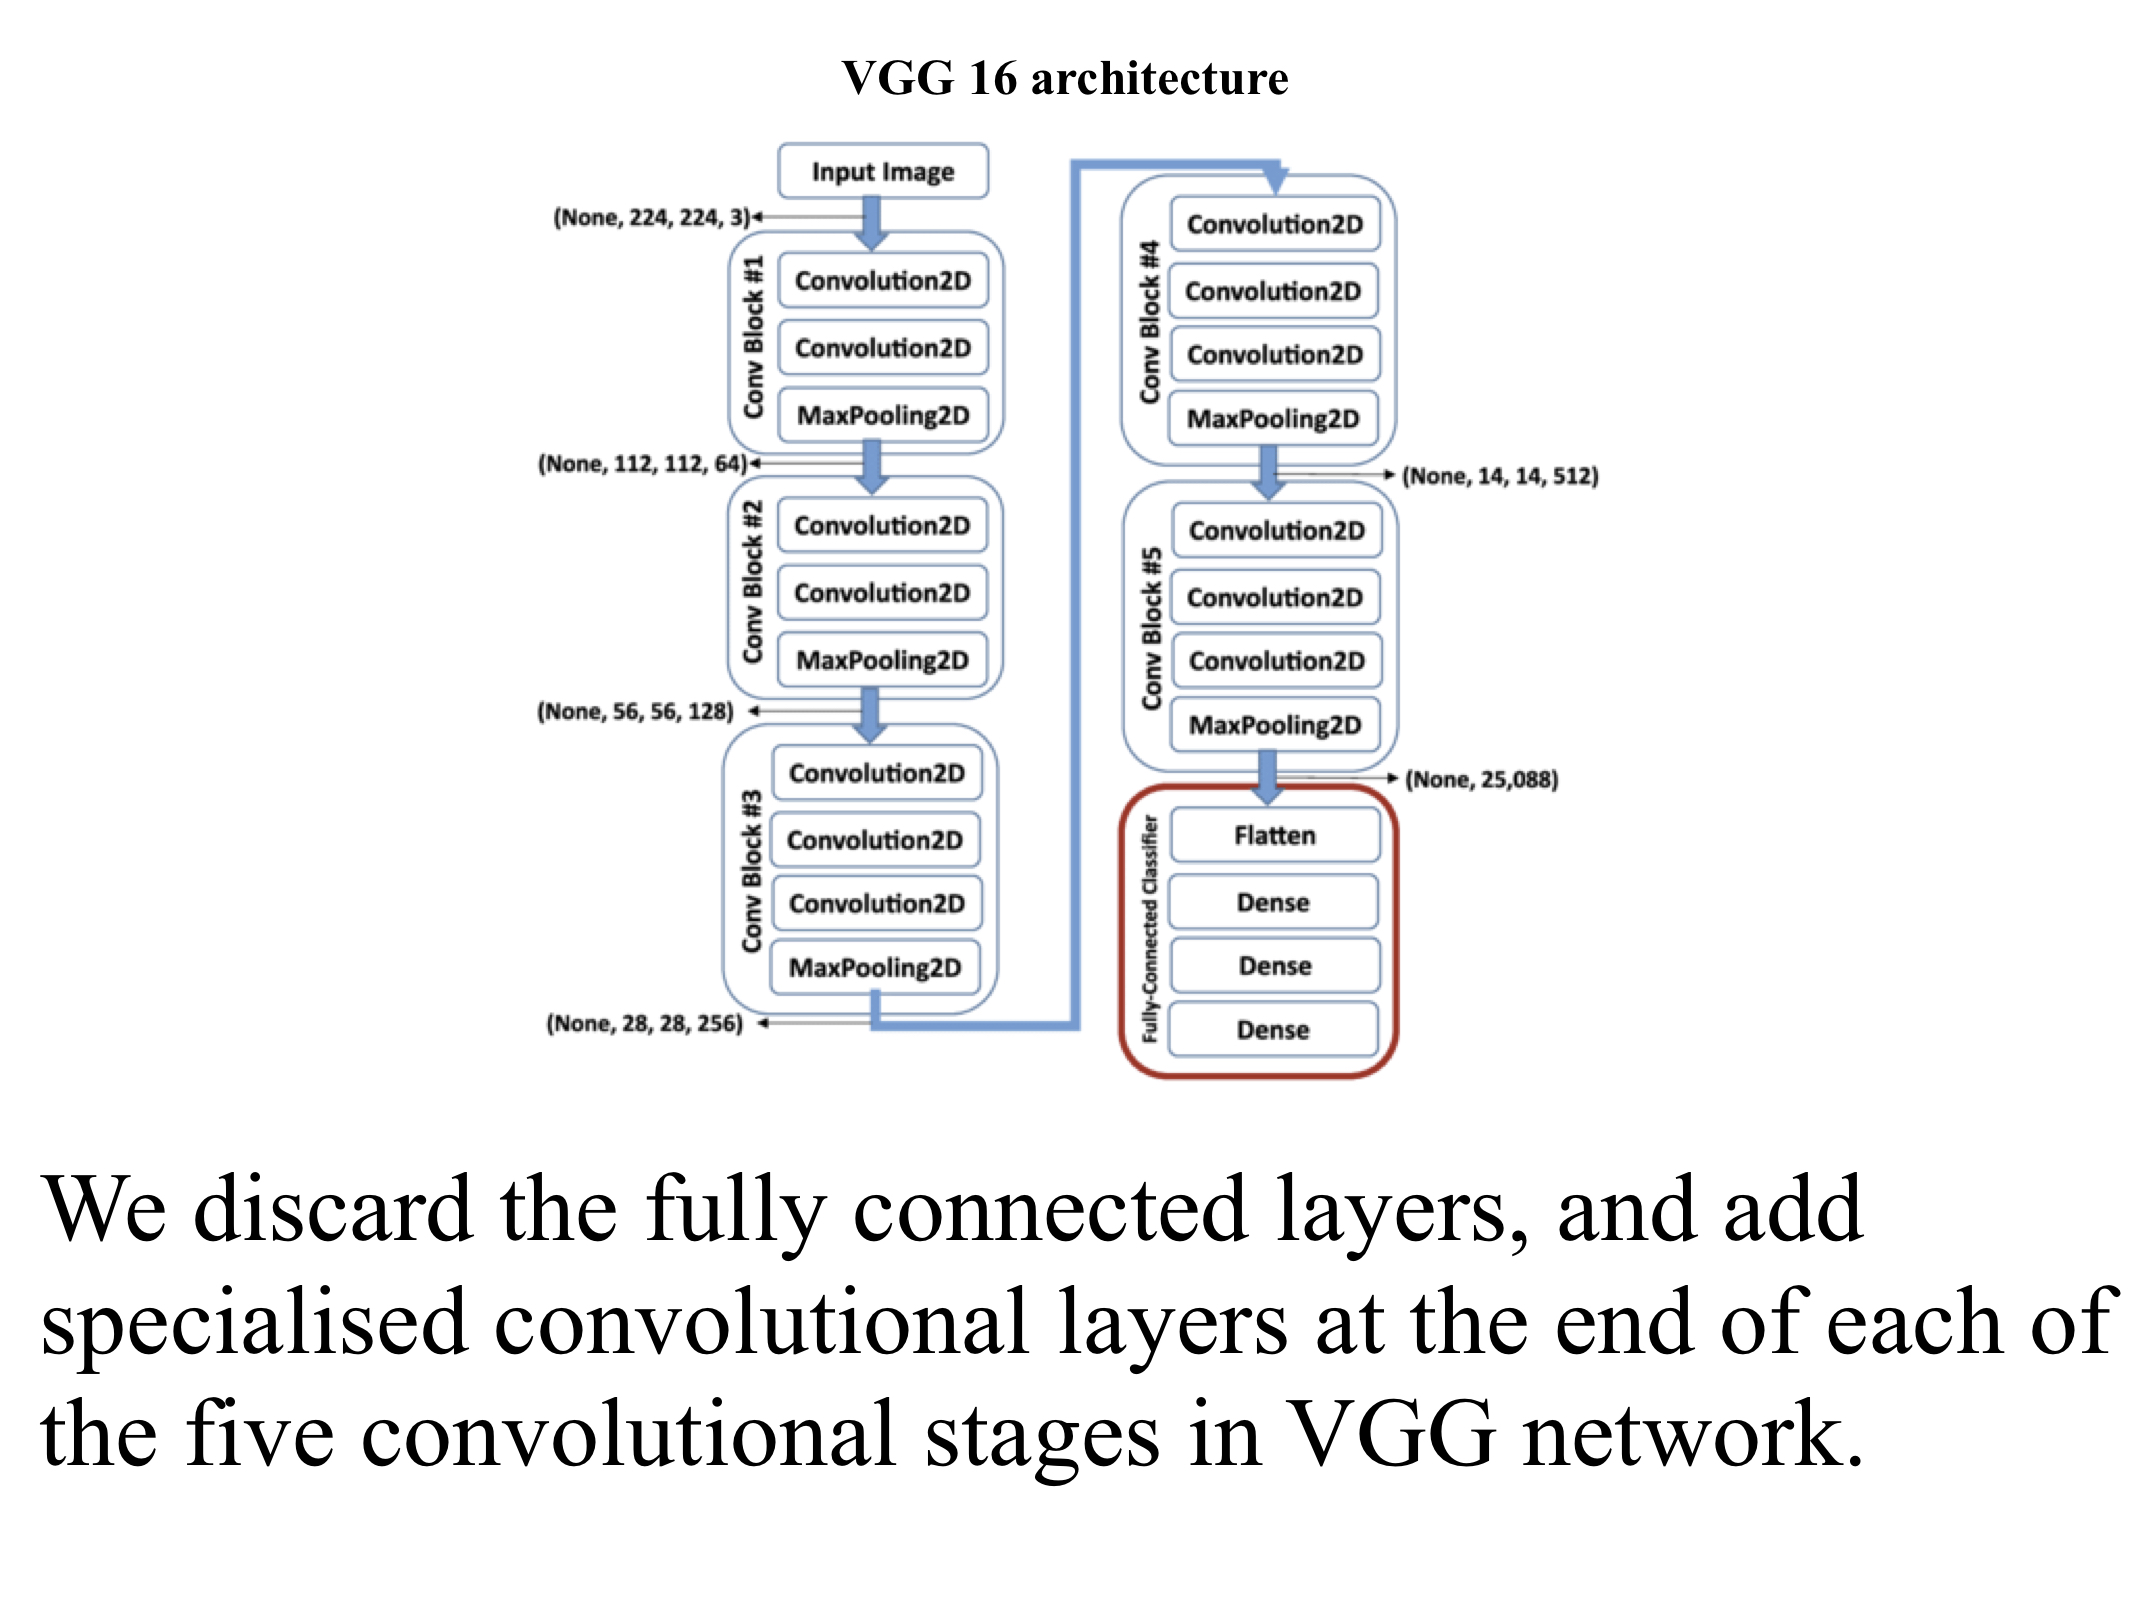 VGG 16 architecture
Input Image
(None, 224, 224, 3)
Conv Block #1
Convolution2D
Convolution2D
MaxPooling2D
(None, 112, 112, 64)
Conv Block #2
Convolution2D
Convolution2D
MaxPooling2D
(None, 56, 56, 128)
Conv Block #3
Convolution2D
Convolution2D
Convolution2D
MaxPooling2D
(None, 28, 28, 256)
Conv Block #4
Convolution2D
Convolution2D
Convolution2D
MaxPooling2D
(None, 14, 14, 512)
Conv Block #5
Convolution2D
Convolution2D
Convolution2D
MaxPooling2D
(None, 25,088)
Fully-Connected Classifier
Flatten
Dense
Dense
Dense
We discard the fully connected layers, and add
specialised convolutional layers at the end of each of
the five convolutional stages in VGG network.